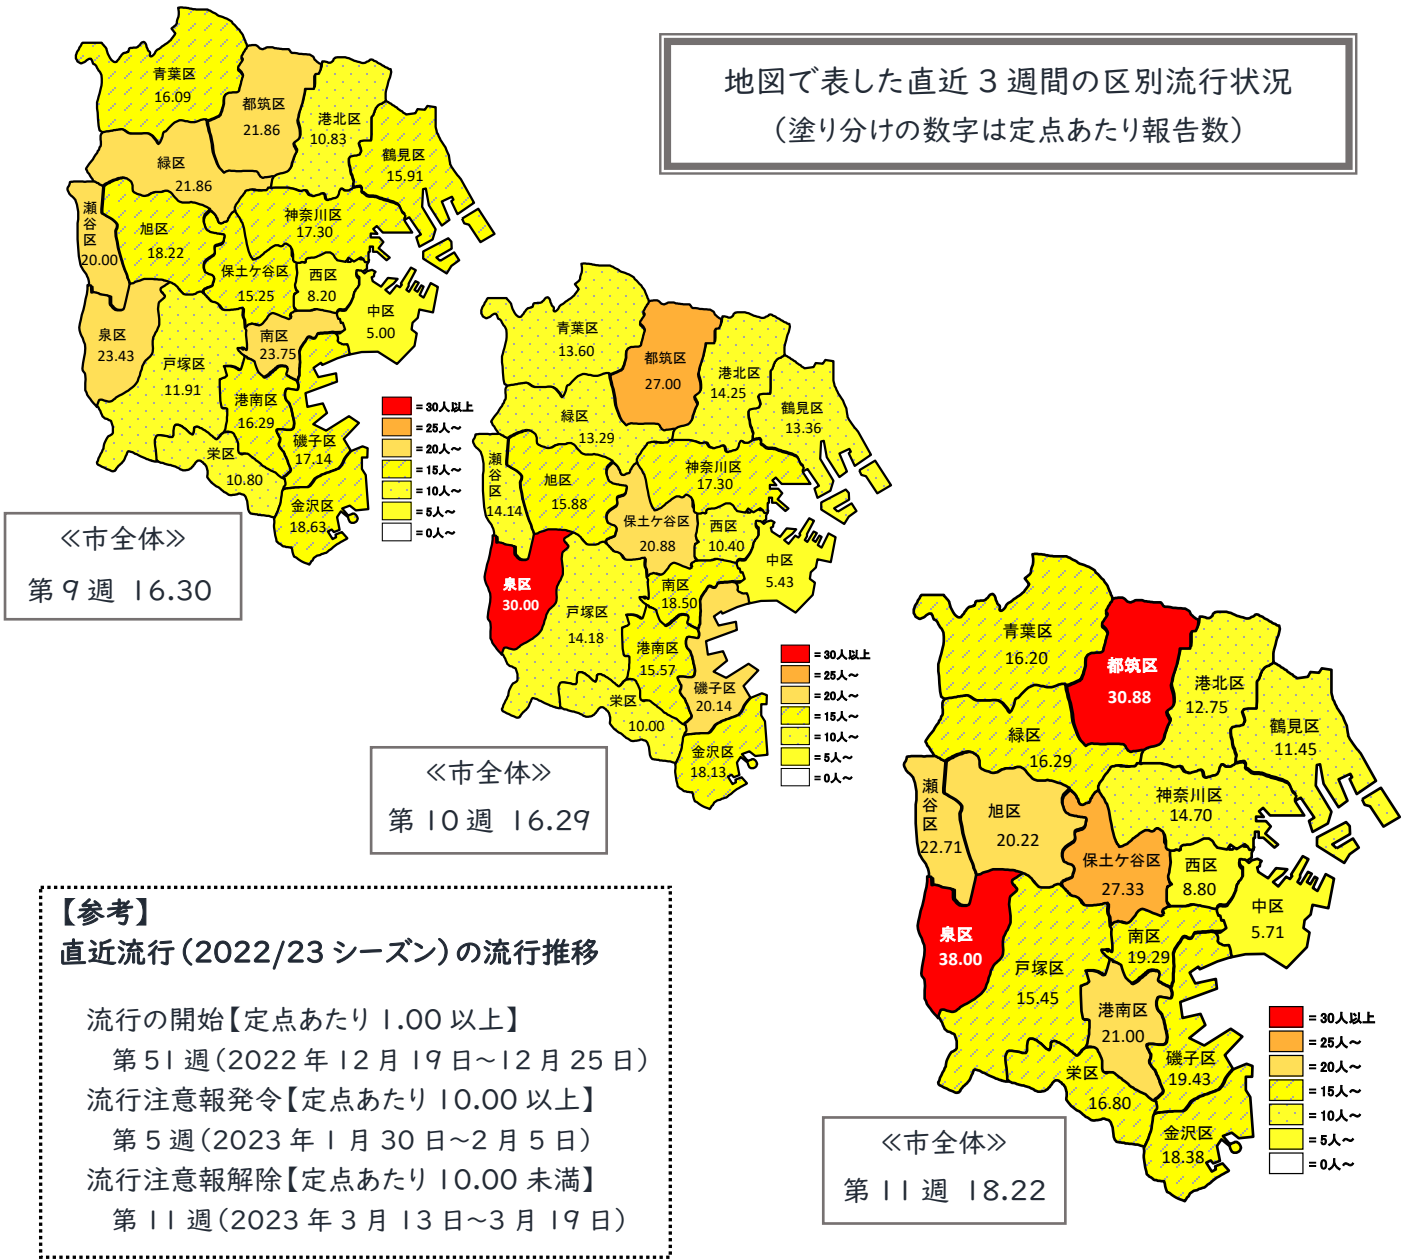 地図で表した直近3週間の区別流行状況
（塗り分けの数字は定点あたり報告数）
青葉区
16.09
都筑区
21.86
港北区
10.83
鶴見区
15.91
緑区
21.86
瀬谷区
20.00
旭区
18.22
神奈川区
17.30
保土ケ谷区
15.25
西区
8.20
中区
5.00
泉区
23.43
戸塚区
11.91
南区
23.75
港南区
16.29
磯子区
17.14
栄区
10.80
金沢区
18.63
= 30人以上
= 25人～
= 20人～
= 15人～
= 10人～
= 5人～
= 0人～
≪市全体≫
第9週 16.30
青葉区
13.60
都筑区
27.00
港北区
14.25
鶴見区
13.36
緑区
13.29
瀬谷区
14.14
旭区
15.88
神奈川区
17.30
保土ケ谷区
20.88
西区
10.40
中区
5.43
泉区
30.00
戸塚区
14.18
南区
18.50
港南区
15.57
磯子区
20.14
栄区
10.00
金沢区
18.13
= 30人以上
= 25人～
= 20人～
= 15人～
= 10人～
= 5人～
= 0人～
≪市全体≫
第10週 16.29
青葉区
16.20
都筑区
30.88
港北区
12.75
鶴見区
11.45
緑区
16.29
瀬谷区
22.71
旭区
20.22
神奈川区
14.70
保土ケ谷区
27.33
西区
8.80
中区
5.71
泉区
38.00
戸塚区
15.45
南区
19.29
港南区
21.00
磯子区
19.43
栄区
16.80
金沢区
18.38
= 30人以上
= 25人～
= 20人～
= 15人～
= 10人～
= 5人～
= 0人～
≪市全体≫
第11週 18.22
【参考】
直近流行（2022/23シーズン）の流行推移
流行の開始【定点あたり1.00以上】
第51週（2022年12月19日～12月25日）
流行注意報発令【定点あたり10.00以上】
第5週（2023年1月30日～2月5日）
流行注意報解除【定点あたり10.00未満】
第11週（2023年3月13日～3月19日）